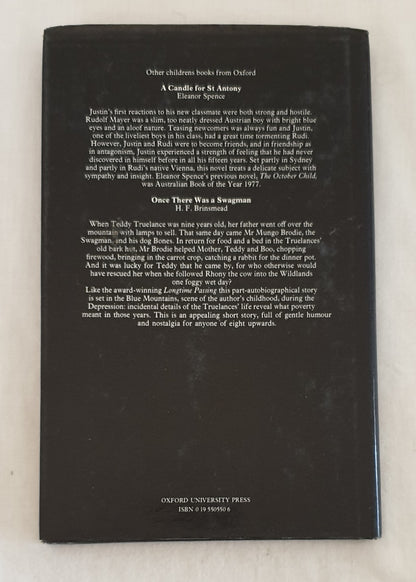 Other childrens books from Oxford
A Candle for St Antony
Eleanor Spence
Justin's first reactions to his new classmate were both strong and hostile.
Rudolf Mayer was a slim, too neatly dressed Austrian boy with bright blue
eyes and an aloof nature. Teasing newcomers was always fun and Justin,
one of the liveliest boys in his class, had a great time tormenting Rudi.
However, Justin and Rudi were to become friends, and in friendship as
in antagonism, Justin experienced a strength of feeling that he had never
discovered in himself before in all his fifteen years. Set partly in Sydney
and partly in Rudi's native Vienna, this novel treats a delicate subject with
sympathy and insight. Eleanor Spence's previous novel, The October Child,
was Australian Book of the Year 1977.
Once There Was a Swagman
H. F. Brinsmead
When Teddy Truelance was nine years old, her father went off over the
mountain with lamps to sell. That same day came Mr Mungo Brodie, the
Swagman, and his dog Bones. In return for food and a bed in the Truelances'
old bark hut, Mr Brodie helped Mother, Teddy and Boo, chopping
firewood, bringing in the carrot crop, catching a rabbit for the dinner pot.
And it was lucky for Teddy that he came by, for who otherwise would
have rescued her when she followed Rhony the cow into the Wildlands
one foggy wet day?
Like the award-winning Longtime Passing this part-autobiographical story
is set in the Blue Mountains, scene of the author's childhood, during the
Depression: incidental details of the Truelances' life reveal what poverty
meant in those years. This is an appealing short story, full of gentle humour
and nostalgia for anyone of eight upwards.
OXFORD UNIVERSITY PRESS
ISBN 0 19 550550 6